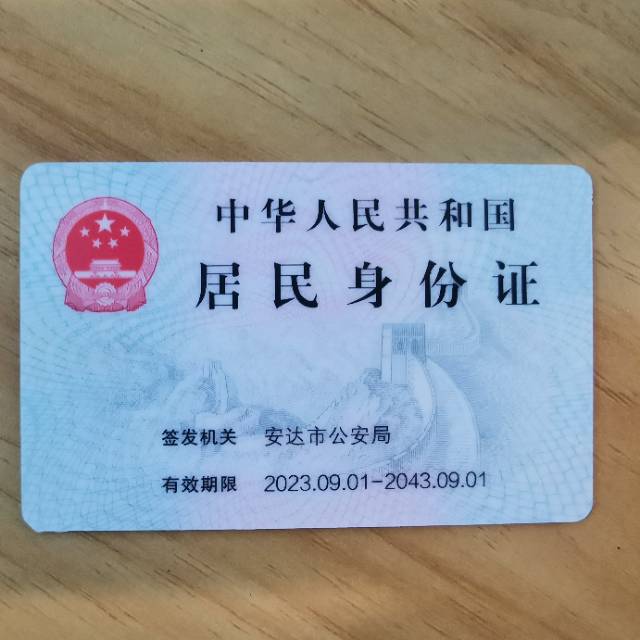 中华人民共和国
居民身份证
签发机关 安达市公安局
有效期限 2023.09.01-2043.09.01